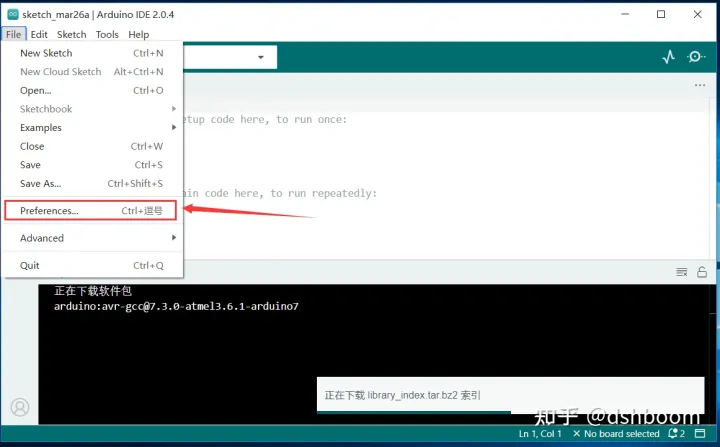 sketch_mar26a | Arduino IDE 2.0.4
File Edit Sketch Tools Help
New Sketch Ctrl+N
New Cloud Sketch Alt+Ctrl+N
Open... Ctrl+O
Sketchbook
Examples
Close Ctrl+W
Save Ctrl+S
Save As... Ctrl+Shift+S
Preferences... Ctrl+逗号
Advanced
Quit Ctrl+Q
etup code here, to run once:
ain code here, to run repeatedly:
正在下载软件包
arduino:avr-gcc@7.3.0-atmel3.6.1-arduino7
正在下载 library_index.tar.bz2 索引
知乎 @dshboom
Ln 1, Col 1 × No board selected 2